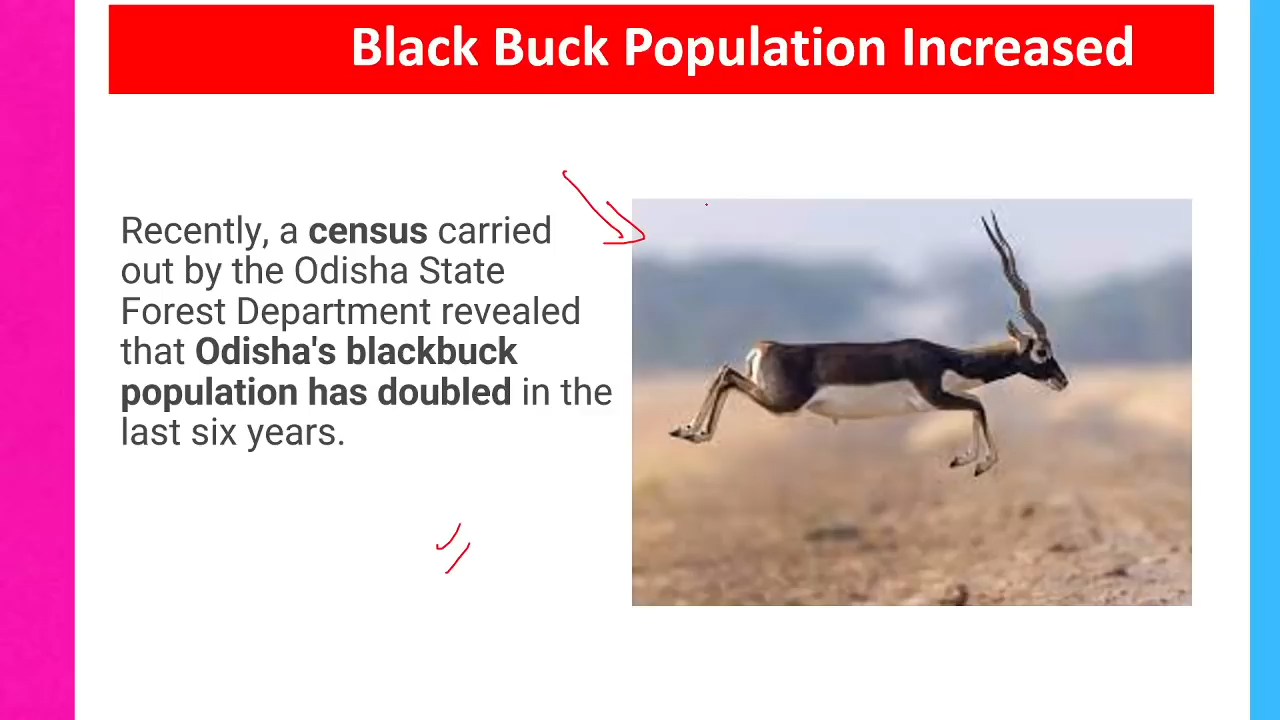 Black Buck Population Increased
Recently, a census carried
out by the Odisha State
Forest Department revealed
that Odisha's blackbuck
population has doubled in the
last six years.